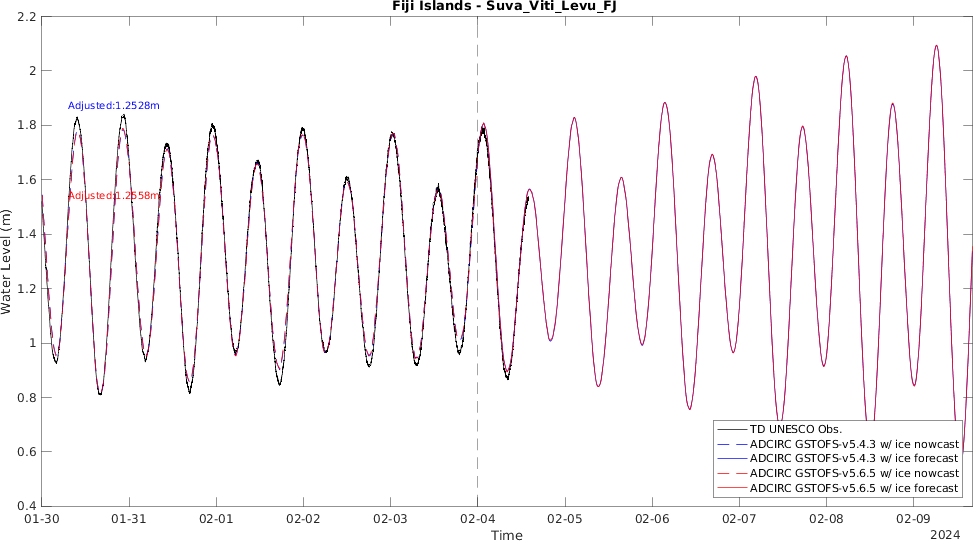 Fiji Islands - Suva_Viti_Levu_FJ
Water Level (m)
2.2
2
1.8
1.6
1.4
1.2
1
0.8
0.6
0.4
Adjusted:1.2528m
Adjusted:1.2558m
TD UNESCO Obs.
ADCIRC GSTOFS-v5.4.3 w/ ice nowcast
ADCIRC GSTOFS-v5.4.3 w/ ice forecast
ADCIRC GSTOFS-v5.6.5 w/ ice nowcast
ADCIRC GSTOFS-v5.6.5 w/ ice forecast
01-30 01-31 02-01 02-02 02-03 02-04 02-05 02-06 02-07 02-08 02-09
Time
2024